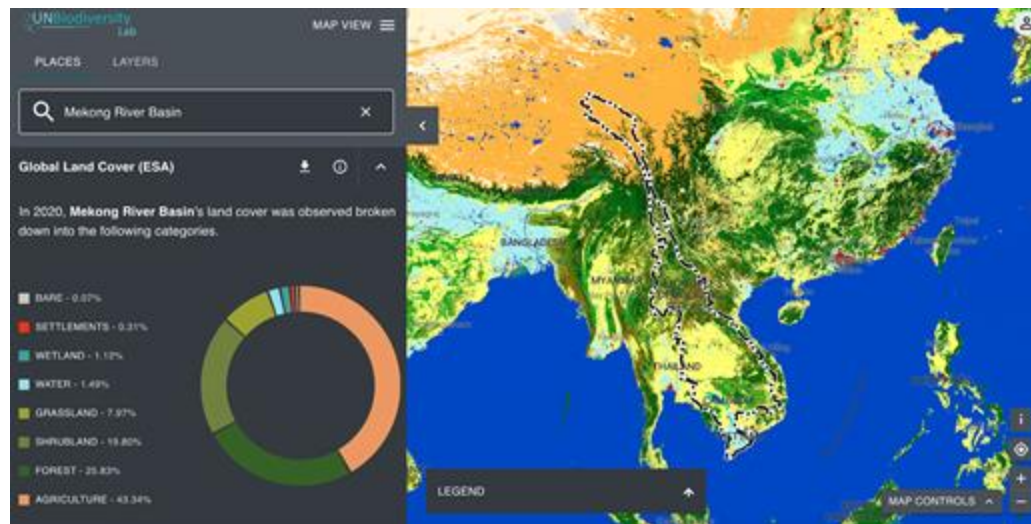 UNBiodiversity
Lab
MAP VIEW
PLACES
LAYERS
Mekong River Basin
Global Land Cover (ESA)
In 2020, Mekong River Basin's land cover was observed broken
down into the following categories.
BARE - 0.07%
SETTLEMENTS - 0.31%
WETLAND - 1.12%
WATER - 1.49%
GRASSLAND - 7.97%
SHRUBLAND - 19.80%
FOREST - 25.83%
AGRICULTURE - 43.34%
BANGLADESH
MYANMAR
THAILAND
LEGEND
MAP CONTROLS